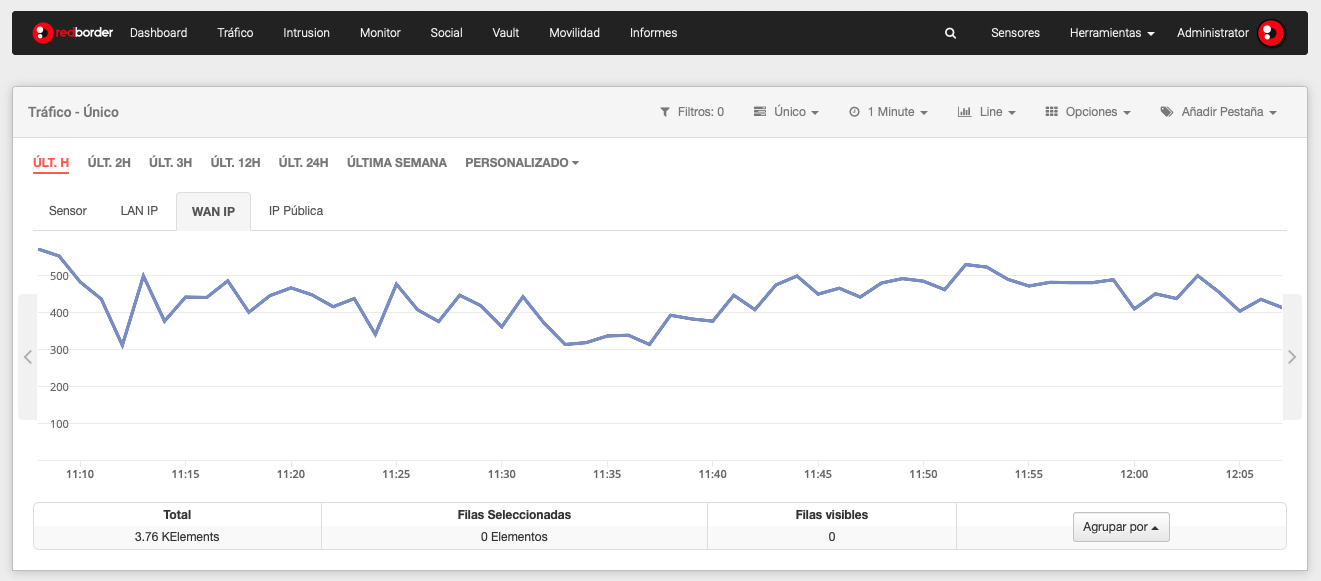 redborder Dashboard Tráfico Intrusion Monitor Social Vault Movilidad Informes Sensores Herramientas Administrator
Tráfico - Único Filtros: 0 Único 1 Minute Line Opciones Añadir Pestaña
ÚLT. H ÚLT. 2H ÚLT. 3H ÚLT. 12H ÚLT. 24H ÚLTIMA SEMANA PERSONALIZADO
Sensor LAN IP WAN IP IP Pública
500
400
300
200
100
11:10 11:15 11:20 11:25 11:30 11:35 11:40 11:45 11:50 11:55 12:00 12:05
Total Filas Seleccionadas Filas visibles
3.76 KElements 0 Elementos 0
Agrupar por